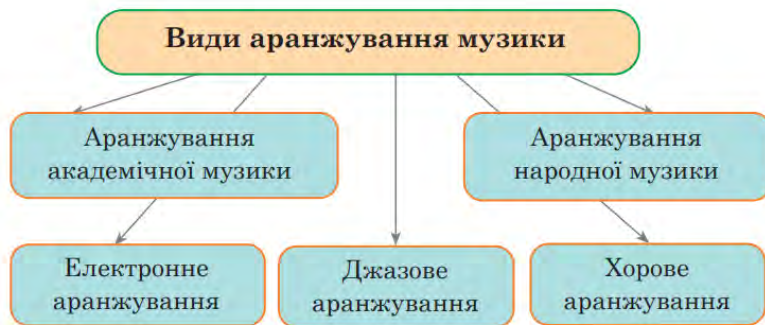 Види аранжування музики
Аранжування
академічної музики
Аранжування
народної музики
Електронне
аранжування
Джазове
аранжування
Хорове
аранжування